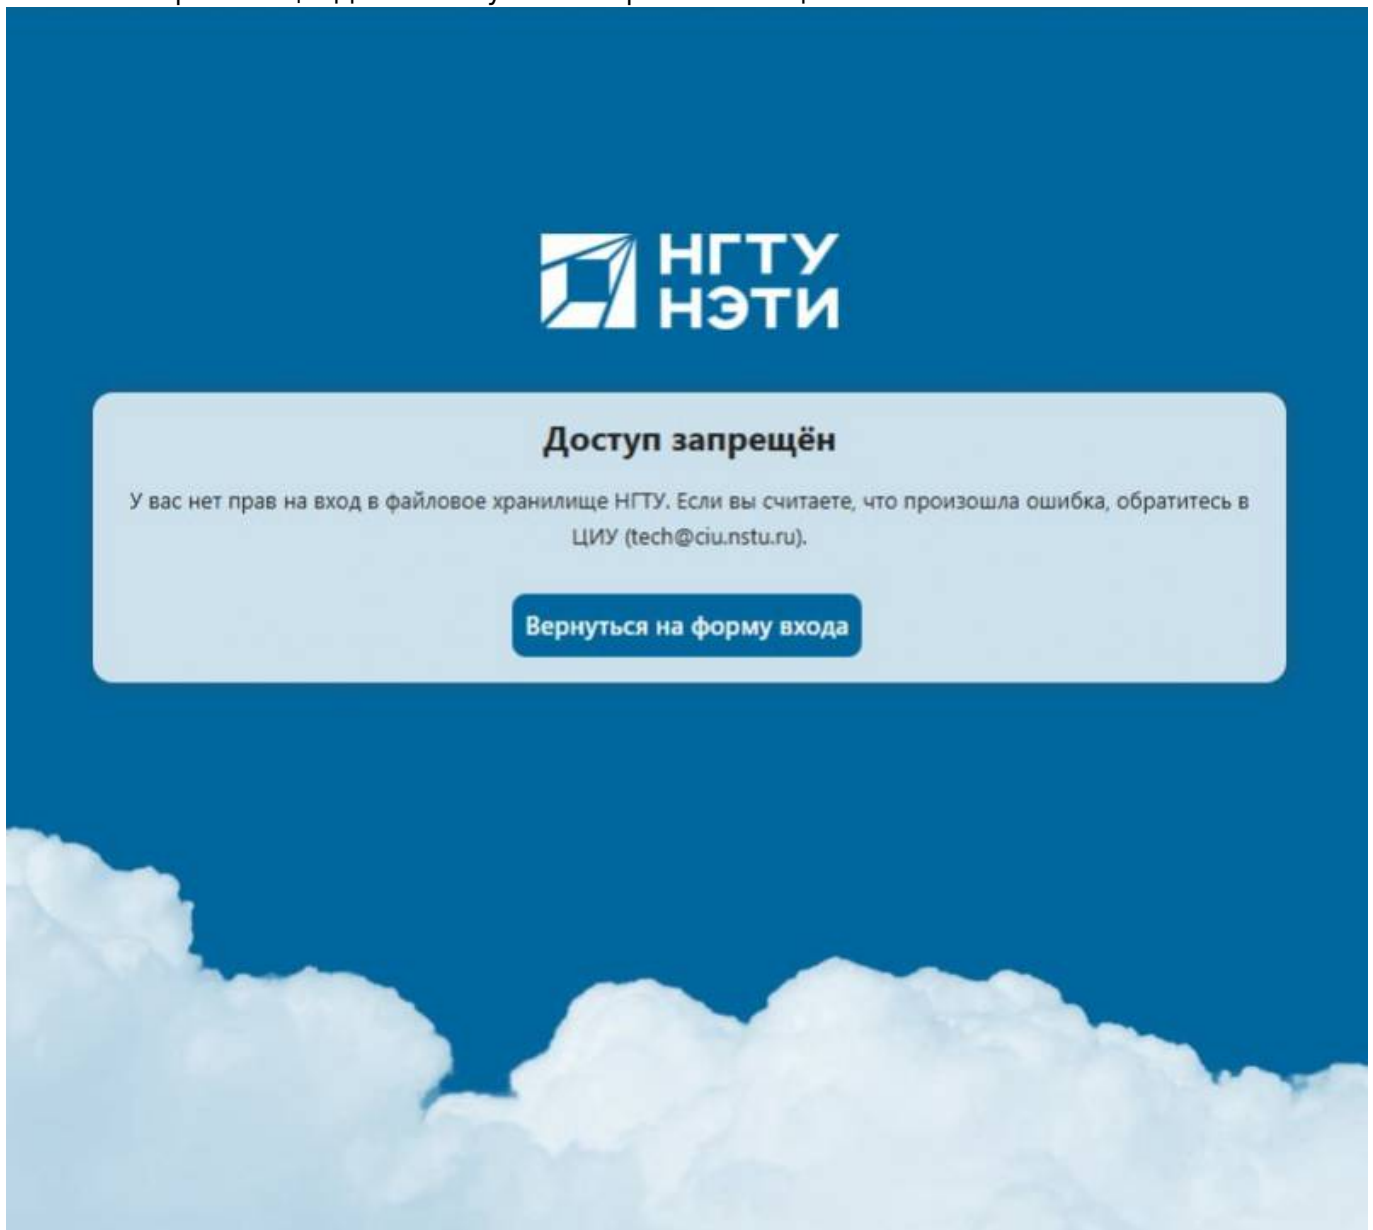 НГТУ
НЭТИ
Доступ запрещён
У вас нет прав на вход в файловое хранилище НГТУ. Если вы считаете, что произошла ошибка, обратитесь в
ЦИУ (tech@ciu.nstu.ru).
Вернуться на форму входа